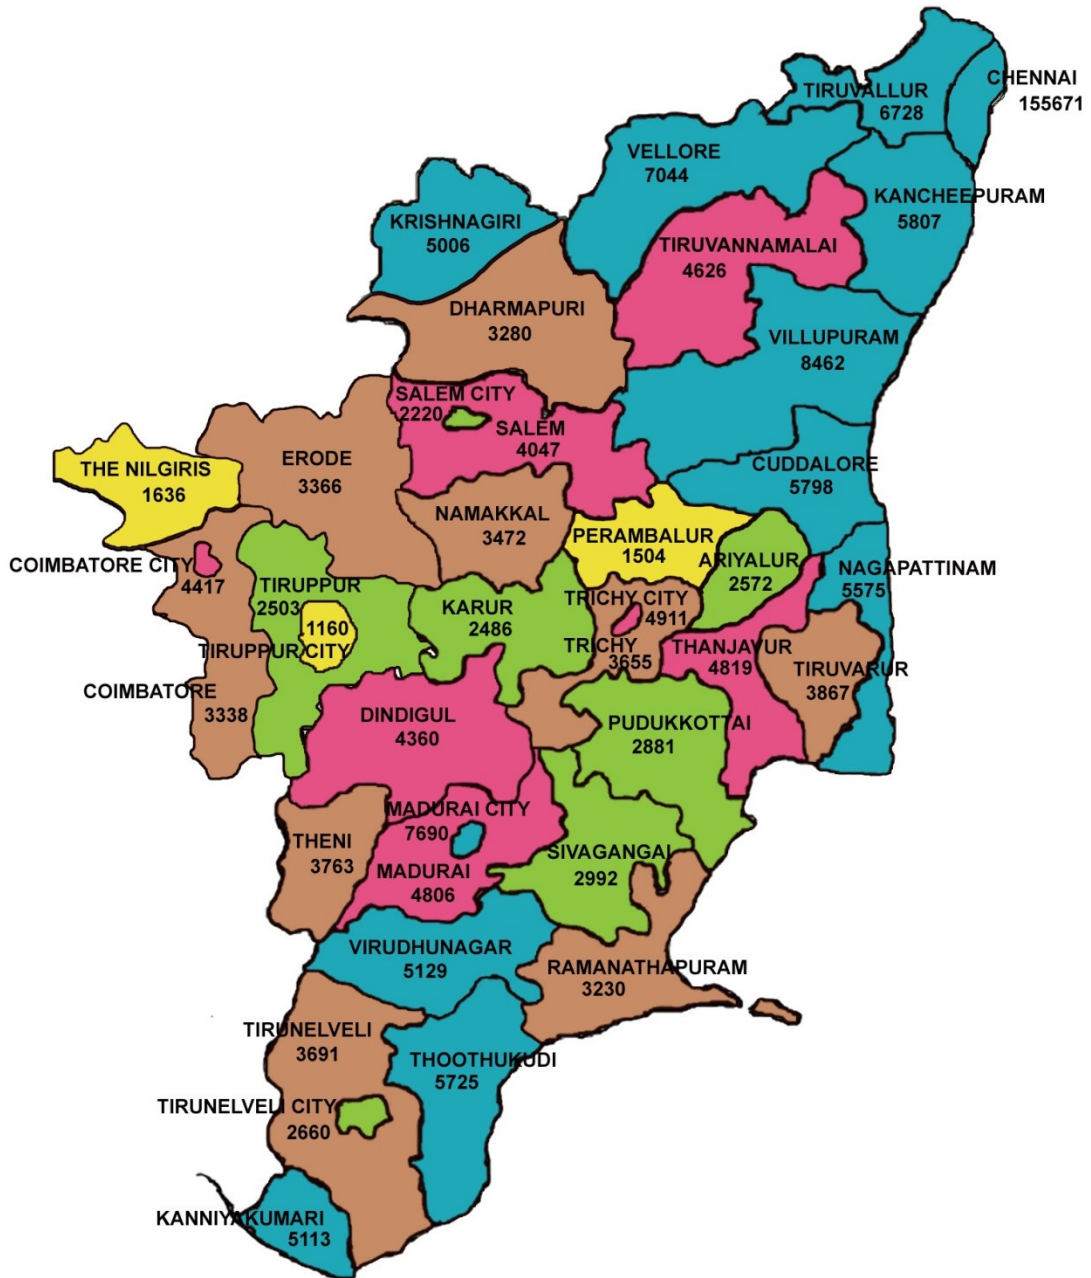 CHENNAI
155671
TIRUVALLUR
6728
VELLORE
7044
KANCHEEPURAM
5807
KRISHNAGIRI
5006
TIRUVANNAMALAI
4626
DHARMAPURI
3280
VILLUPURAM
8462
SALEM CITY
2220
SALEM
4047
ERODE
3366
THE NILGIRIS
1636
CUDDALORE
5798
NAMAKKAL
3472
PERAMBALUR
1504
ARIYALUR
2572
COIMBATORE CITY
4417
NAGAPATTINAM
5575
TIRUPPUR
2503
KARUR
2486
TRICHY CITY
4911
1160
TIRUPPUR CITY
TRICHY
3655
THANJAVUR
4819
TIRUVARUR
3867
COIMBATORE
3338
DINDIGUL
4360
PUDUKKOTTAI
2881
MADURAI CITY
7690
THENI
3763
SIVAGANGAI
2992
MADURAI
4806
VIRUDHUNAGAR
5129
RAMANATHAPURAM
3230
TIRUNELVELI
3691
THOOTHUKUDI
5725
TIRUNELVELI CITY
2660
KANNIYAKUMARI
5113